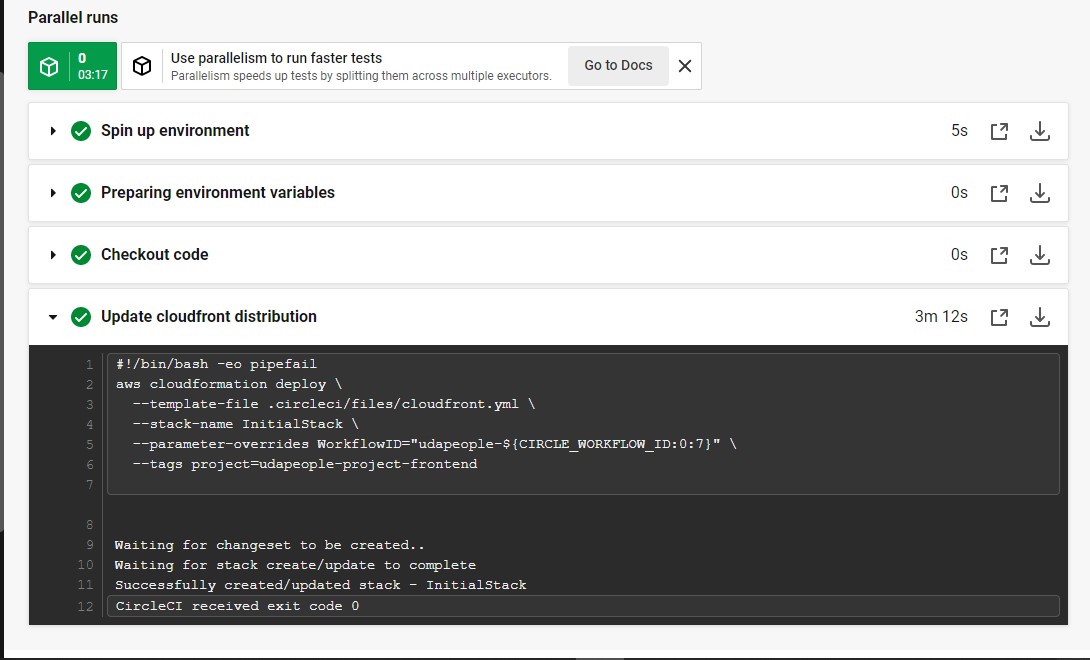 Parallel runs
0
03:17
Use parallelism to run faster tests
Parallelism speeds up tests by splitting them across multiple executors.
Go to Docs
Spin up environment 5s
Preparing environment variables 0s
Checkout code 0s
Update cloudfront distribution 3m 12s
1 #!/bin/bash -eo pipefail
2 aws cloudformation deploy \
3 --template-file .circleci/files/cloudfront.yml \
4 --stack-name InitialStack \
5 --parameter-overrides WorkflowID="udapeople-${CIRCLE_WORKFLOW_ID:0:7}" \
6 --tags project=udapeople-project-frontend
7
8
9 Waiting for changeset to be created..
10 Waiting for stack create/update to complete
11 Successfully created/updated stack - InitialStack
12 CircleCI received exit code 0